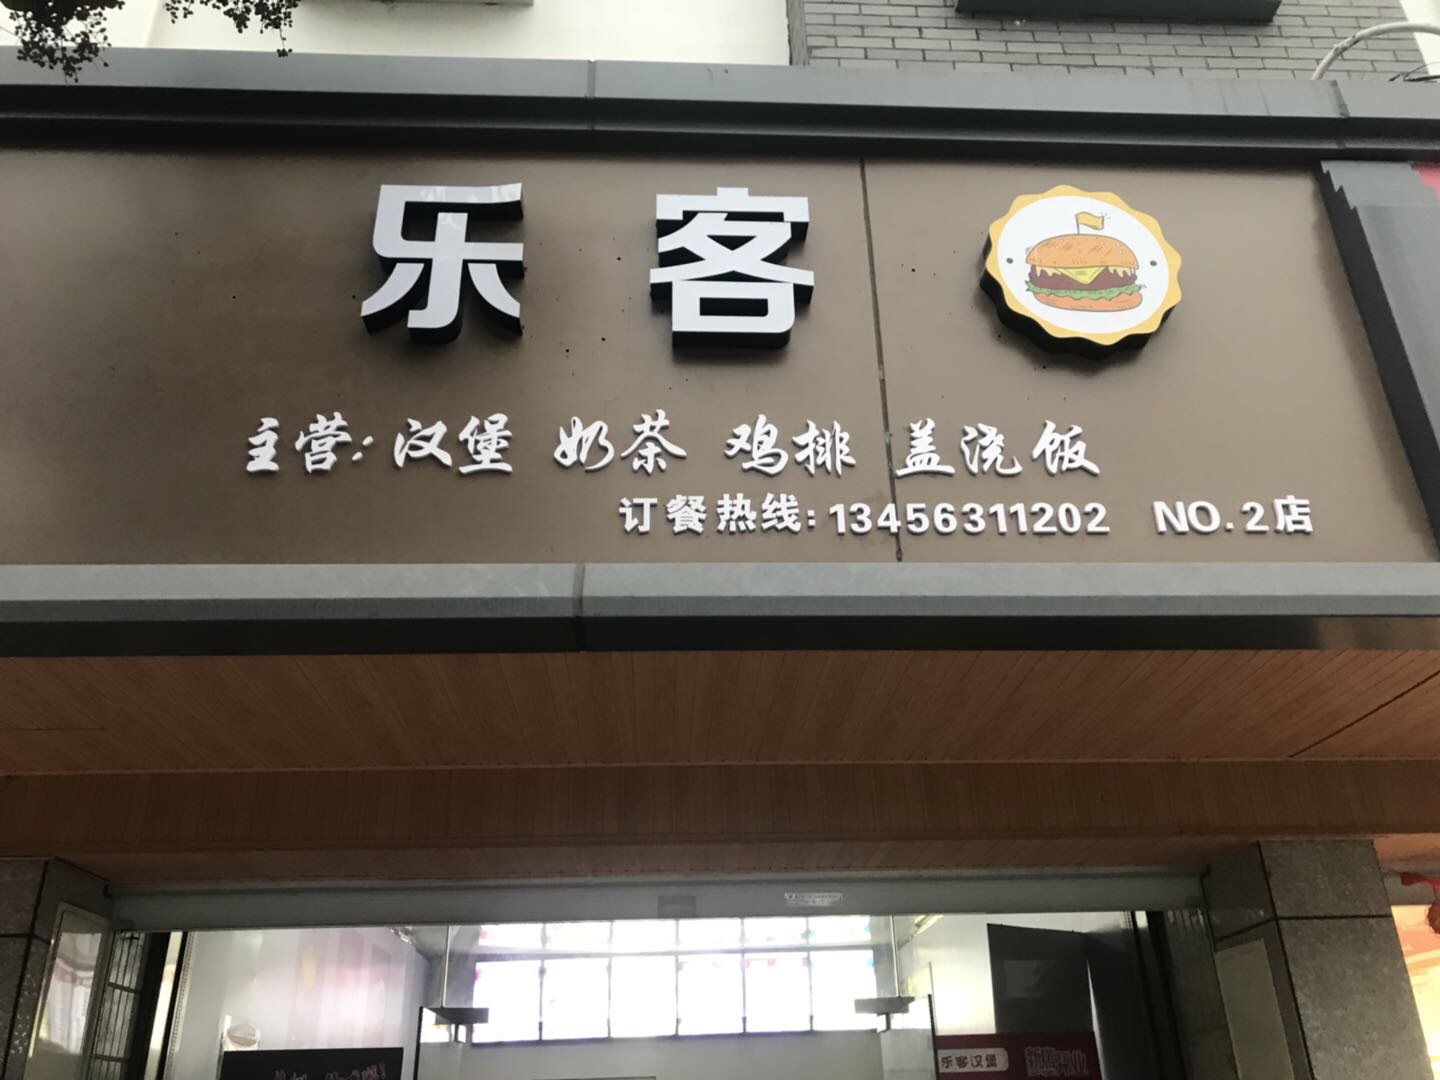 乐客
主营:汉堡 奶茶 鸡排 盖浇饭
订餐热线:13456311202 NO.2店
乐客汉堡